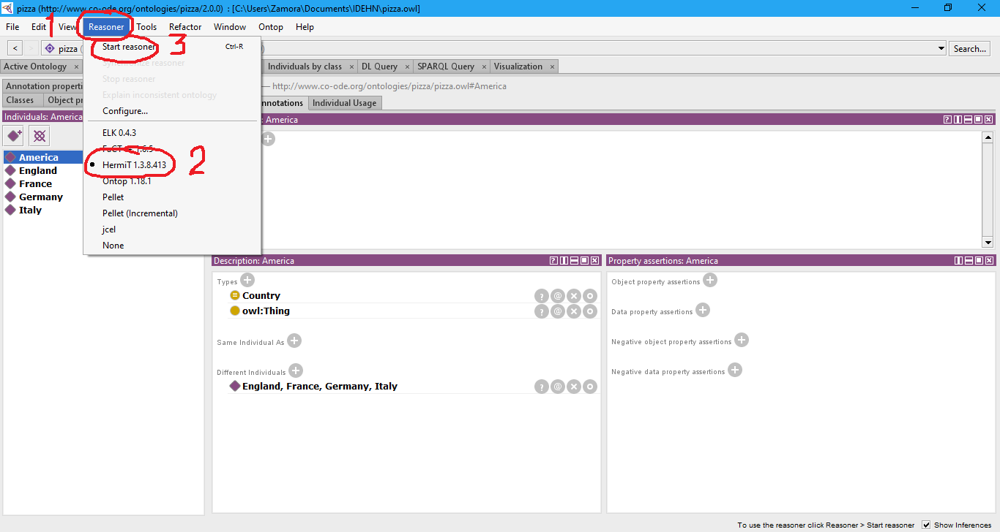 pizza (http://www.co-ode.org/ontologies/pizza/2.0.0) : [C:\Users\Zamora\Documents\IDEHN\pizza.owl]
1
File Edit View Reasoner Tools Refactor Window Ontop Help
< > pizza
Search...
Start reasoner Ctrl-R
3
Synchronize reasoner
Stop reasoner
Explain inconsistent ontology
Configure...
ELK 0.4.3
FaCT++ 1.6.5
HermiT 1.3.8.413
2
Ontop 1.18.1
Pellet
Pellet (Incremental)
jcel
None
Active Ontology × Individuals by class × DL Query × SPARQL Query × Visualization ×
Annotation properti
— http://www.co-ode.org/ontologies/pizza/pizza.owl#America
Classes Object pr
nnotations Individual Usage
Individuals: America
: America
America
England
France
Germany
Italy
Description: America
Types
Country
owl:Thing
Same Individual As
Different Individuals
England, France, Germany, Italy
Property assertions: America
Object property assertions
Data property assertions
Negative object property assertions
Negative data property assertions
To use the reasoner click Reasoner > Start reasoner Show Inferences